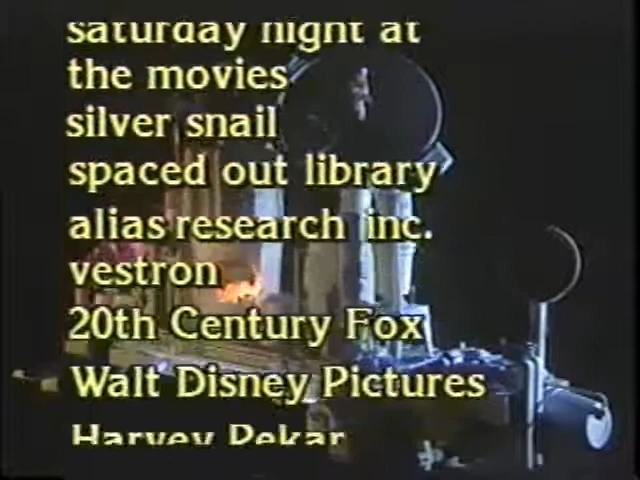 saturday night at
the movies
silver snail
spaced out library
alias research inc.
vestron
20th Century Fox
Walt Disney Pictures
Harvey Pekar